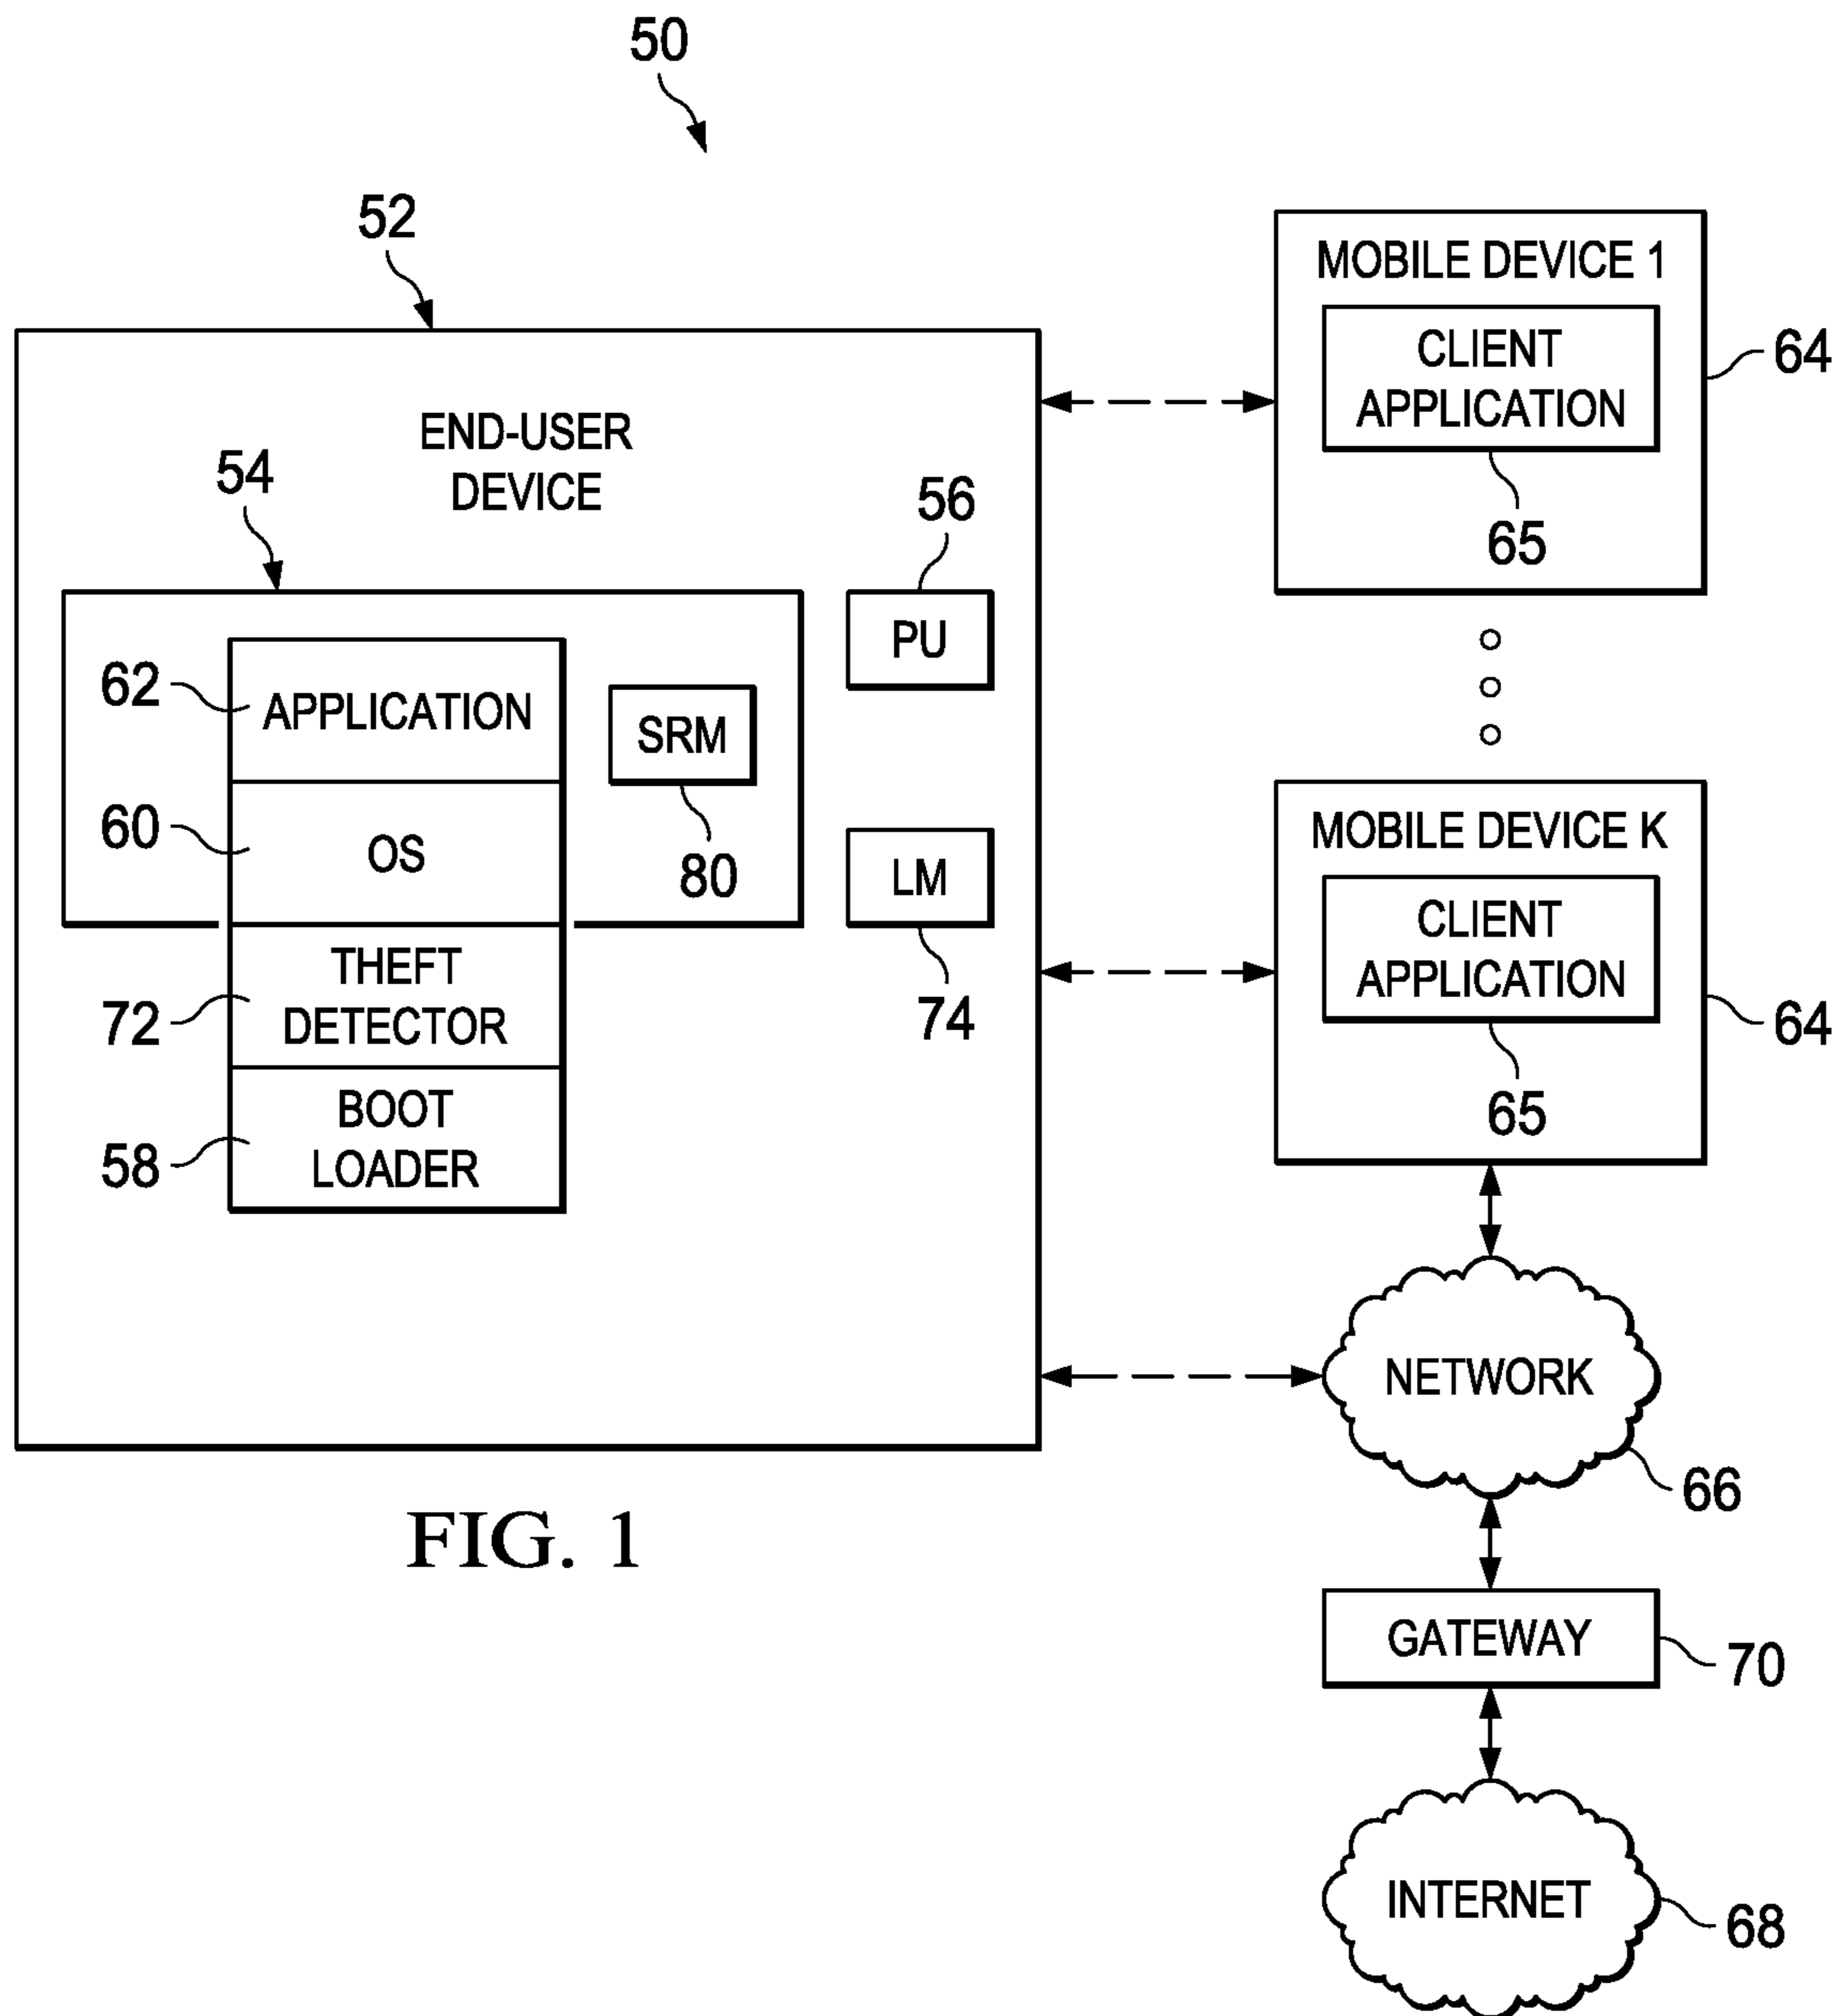 50
52
MOBILE DEVICE 1
CLIENT
APPLICATION
64
65
END-USER
DEVICE
54
56
PU
62
APPLICATION
SRM
60
OS
80
LM
74
THEFT
DETECTOR
72
BOOT
LOADER
58
MOBILE DEVICE K
CLIENT
APPLICATION
64
65
NETWORK
66
FIG. 1
GATEWAY
70
INTERNET
68